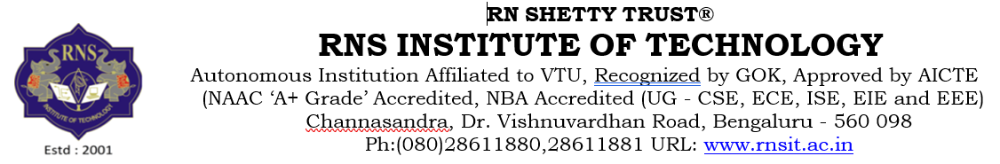 RN SHETTY TRUST®
RNS INSTITUTE OF TECHNOLOGY
Autonomous Institution Affiliated to VTU, Recognized by GOK, Approved by AICTE
(NAAC ‘A+ Grade’ Accredited, NBA Accredited (UG - CSE, ECE, ISE, EIE and EEE)
Channasandra, Dr. Vishnuvardhan Road, Bengaluru - 560 098
Ph:(080)28611880,28611881 URL: www.rnsit.ac.in
RNS
INSTITUTE OF TECHNOLOGY
Estd : 2001